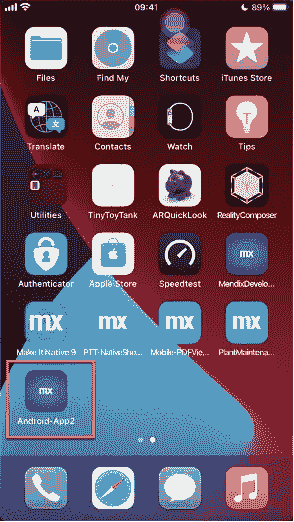 09:41
89%
Files
Find My
Shortcuts
iTunes Store
A
文
Translate
Contacts
Watch
Tips
Utilities
TinyToyTank
ARQuickLook
RealityComposer
mx
Authenticator
Apple Store
Speedtest
MendixDevelo...
mx
mx
mx
mx
Make It Native 9
PTT-NativeSho...
Mobile-PDFVie...
PlantMaintena...
mx
Android-App2